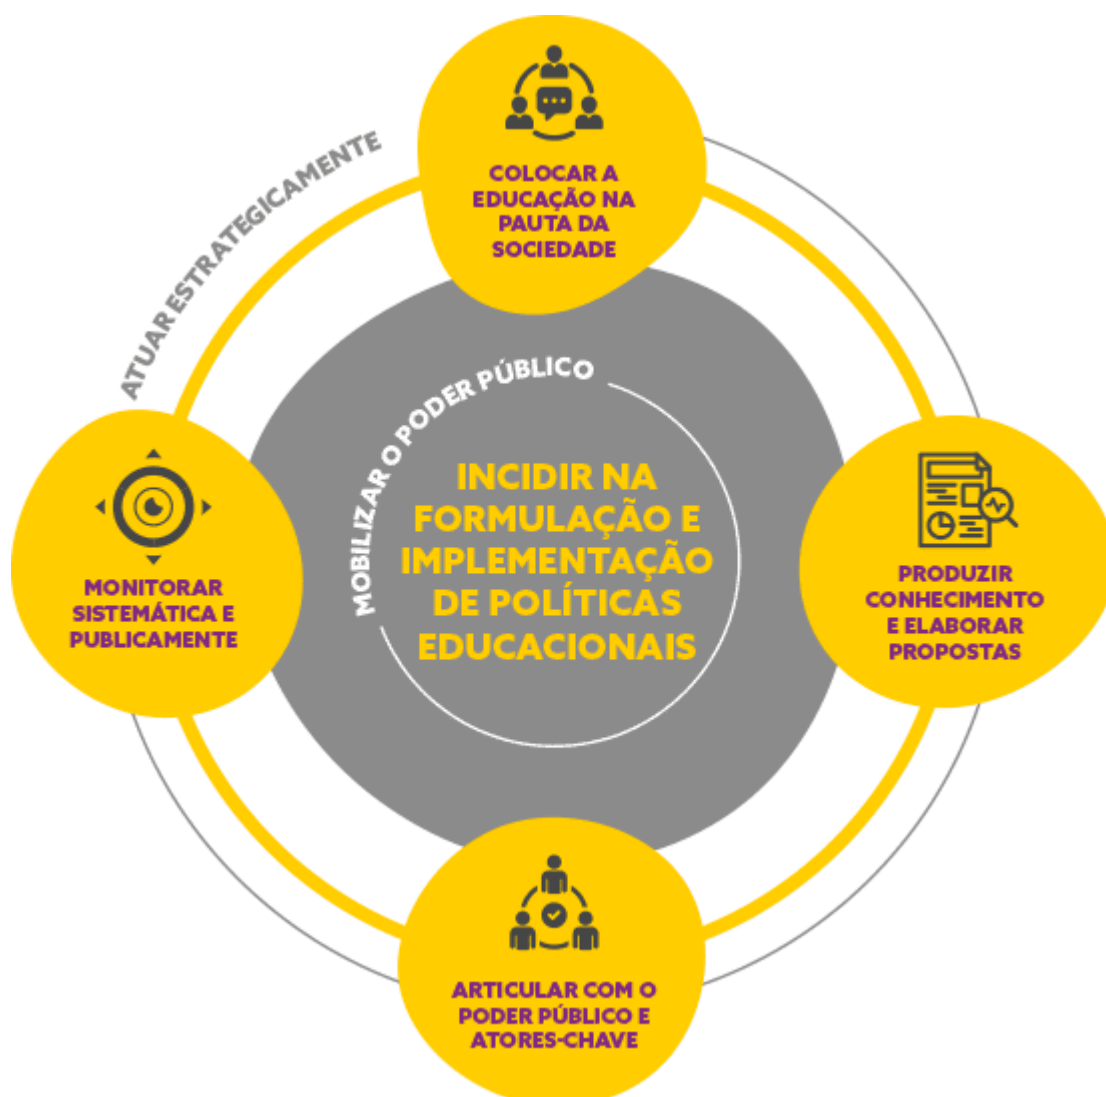 COLOCAR A
EDUCAÇÃO NA
PAUTA DA
SOCIEDADE
ATUAR ESTRATEGICAMENTE
MOBILIZAR O PODER PÚBLICO
INCIDIR NA
FORMULAÇÃO E
IMPLEMENTAÇÃO
DE POLÍTICAS
EDUCACIONAIS
MONITORAR
SISTEMÁTICA E
PUBLICAMENTE
PRODUZIR
CONHECIMENTO
E ELABORAR
PROPOSTAS
ARTICULAR COM O
PODER PÚBLICO E
ATORES-CHAVE